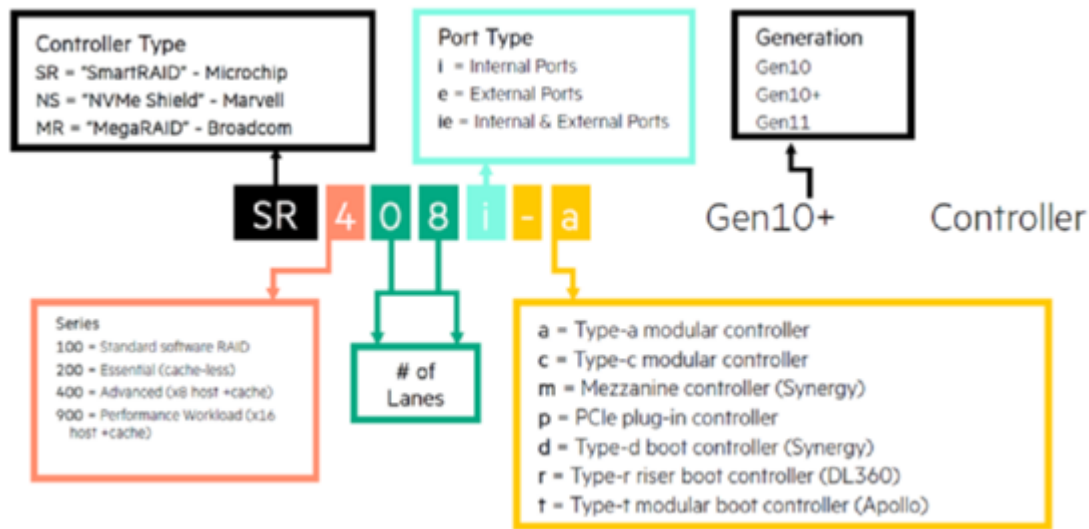 Controller Type
SR = "SmartRAID" - Microchip
NS = "NVMe Shield" - Marvell
MR = "MegaRAID" - Broadcom
Port Type
i = Internal Ports
e = External Ports
ie = Internal & External Ports
Generation
Gen10
Gen10+
Gen11
SR 4 0 8 i - a
Gen10+ Controller
Series
100 = Standard software RAID
200 = Essential (cache-less)
400 = Advanced (x8 host +cache)
900 = Performance Workload (x16
host +cache)
# of
Lanes
a = Type-a modular controller
c = Type-c modular controller
m = Mezzanine controller (Synergy)
p = PCIe plug-in controller
d = Type-d boot controller (Synergy)
r = Type-r riser boot controller (DL360)
t = Type-t modular boot controller (Apollo)